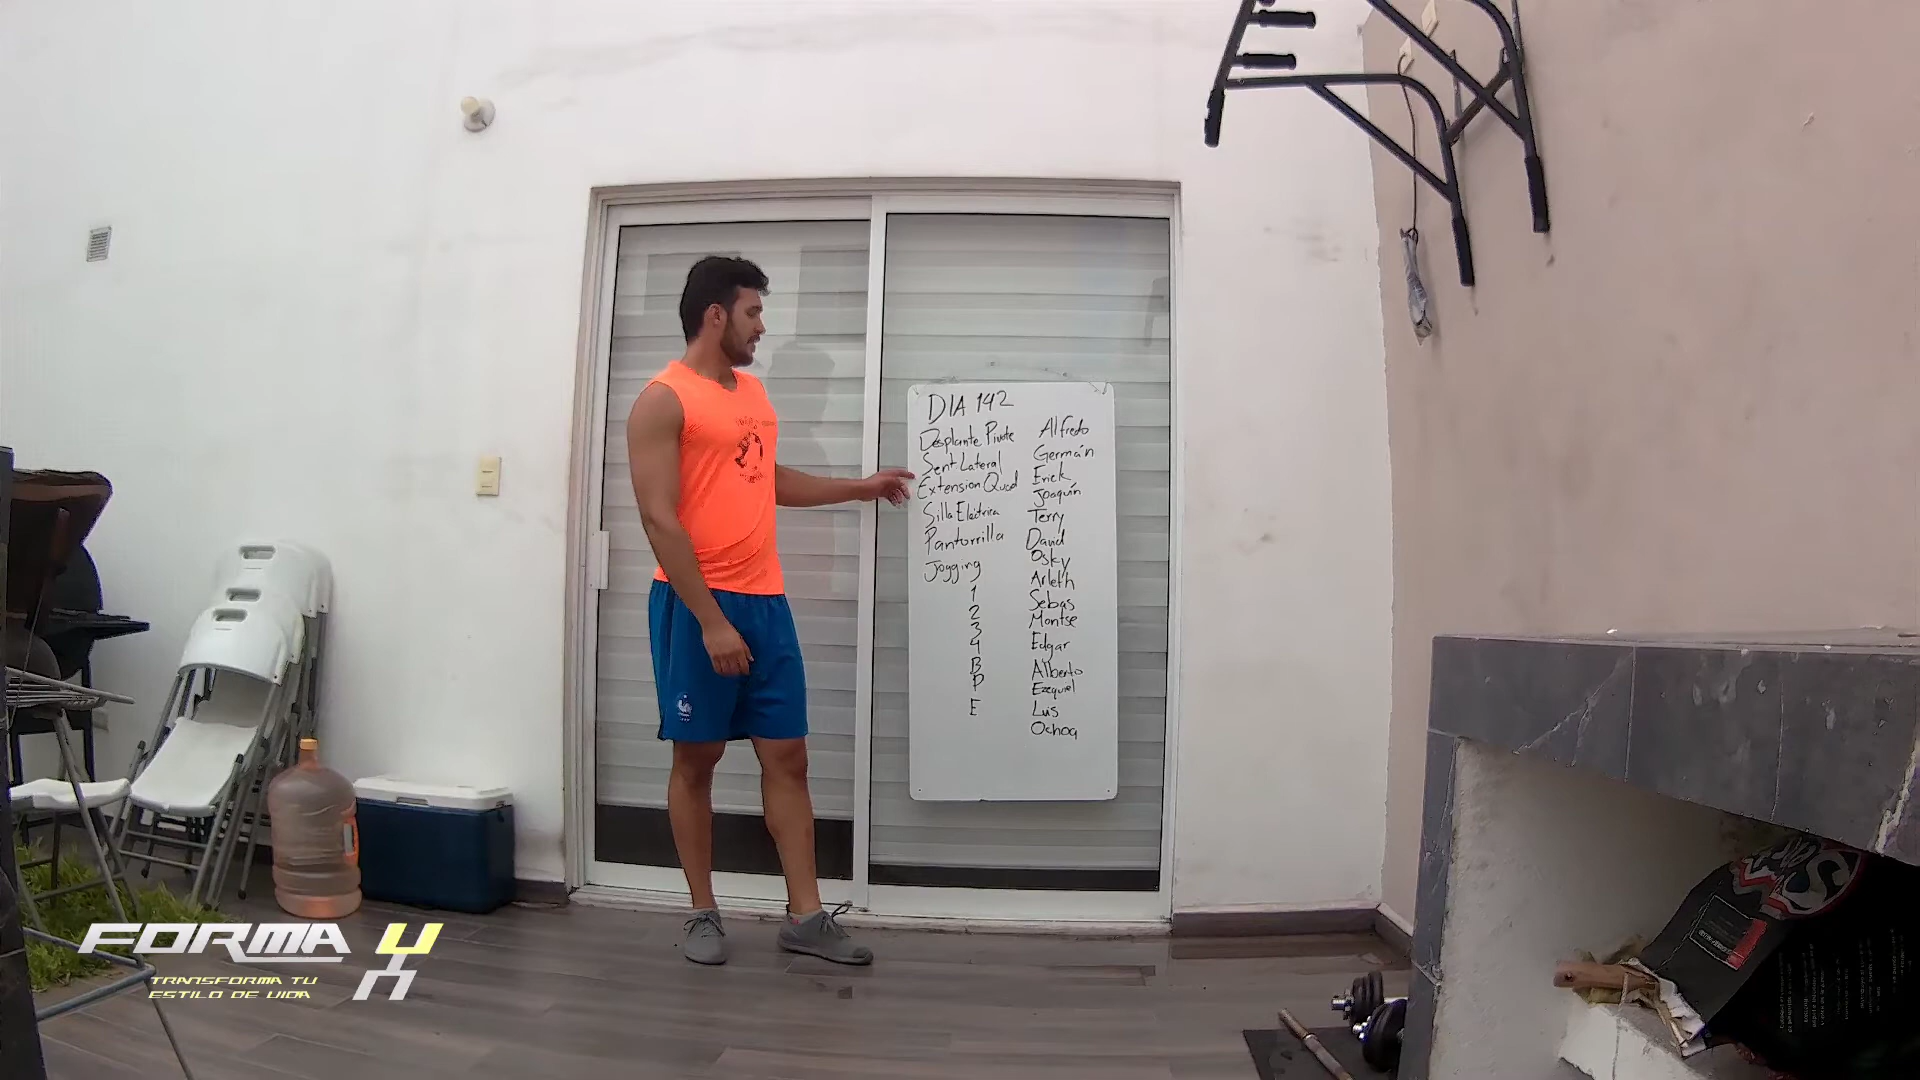 DIA 142
Desplante Pivote
Sent Lateral
Extension Quad
Silla Eléctrica
Pantorrilla
Jogging
1
2
3
4
B
P
E
Alfredo
Germán
Erick
Joaquín
Terry
David
Osky
Arleth
Sebas
Montse
Edgar
Alberto
Ezequiel
Luis
Ochoa
FORMA
TRANSFORMA TU
ESTILO DE VIDA